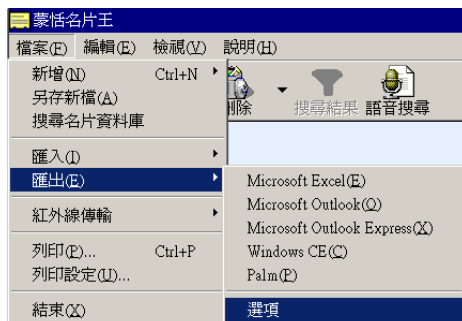 蒙恬名片王
檔案(F) 編輯(E) 檢視(V) 說明(H)
新增(N) Ctrl+N
另存新檔(A)
搜尋名片資料庫
刪除 搜尋結果 語音搜尋
匯入(I)
匯出(E)
Microsoft Excel(E)
Microsoft Outlook(O)
Microsoft Outlook Express(X)
Windows CE(C)
Palm(P)
選項
紅外線傳輸
列印(P)... Ctrl+P
列印設定(U)...
結束(X)